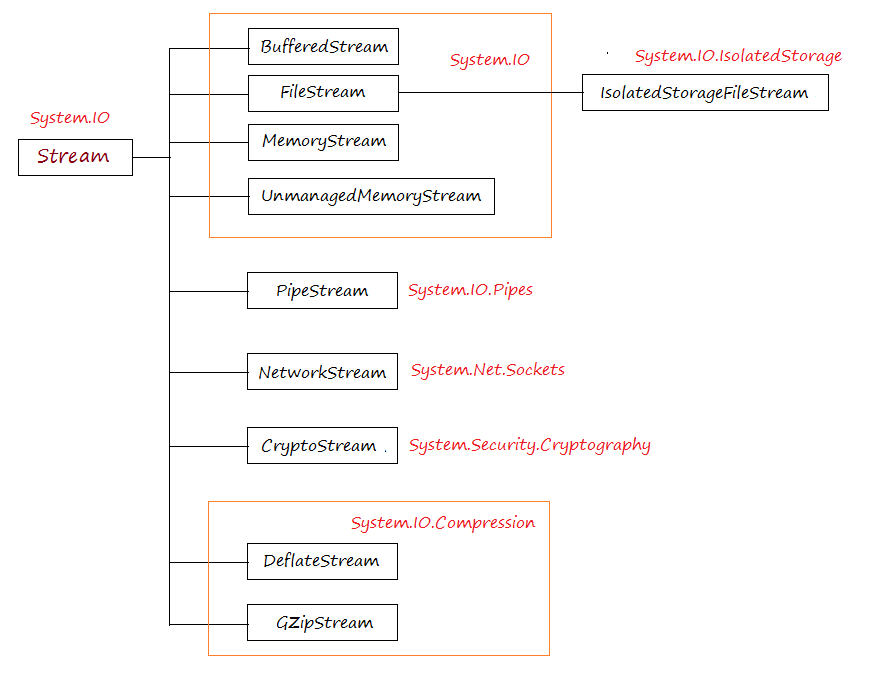 System.IO
Stream
System.IO
BufferedStream
FileStream
MemoryStream
UnmanagedMemoryStream
System.IO.IsolatedStorage
IsolatedStorageFileStream
PipeStream
System.IO.Pipes
NetworkStream
System.Net.Sockets
CryptoStream .
System.Security.Cryptography
System.IO.Compression
DeflateStream
GZipStream